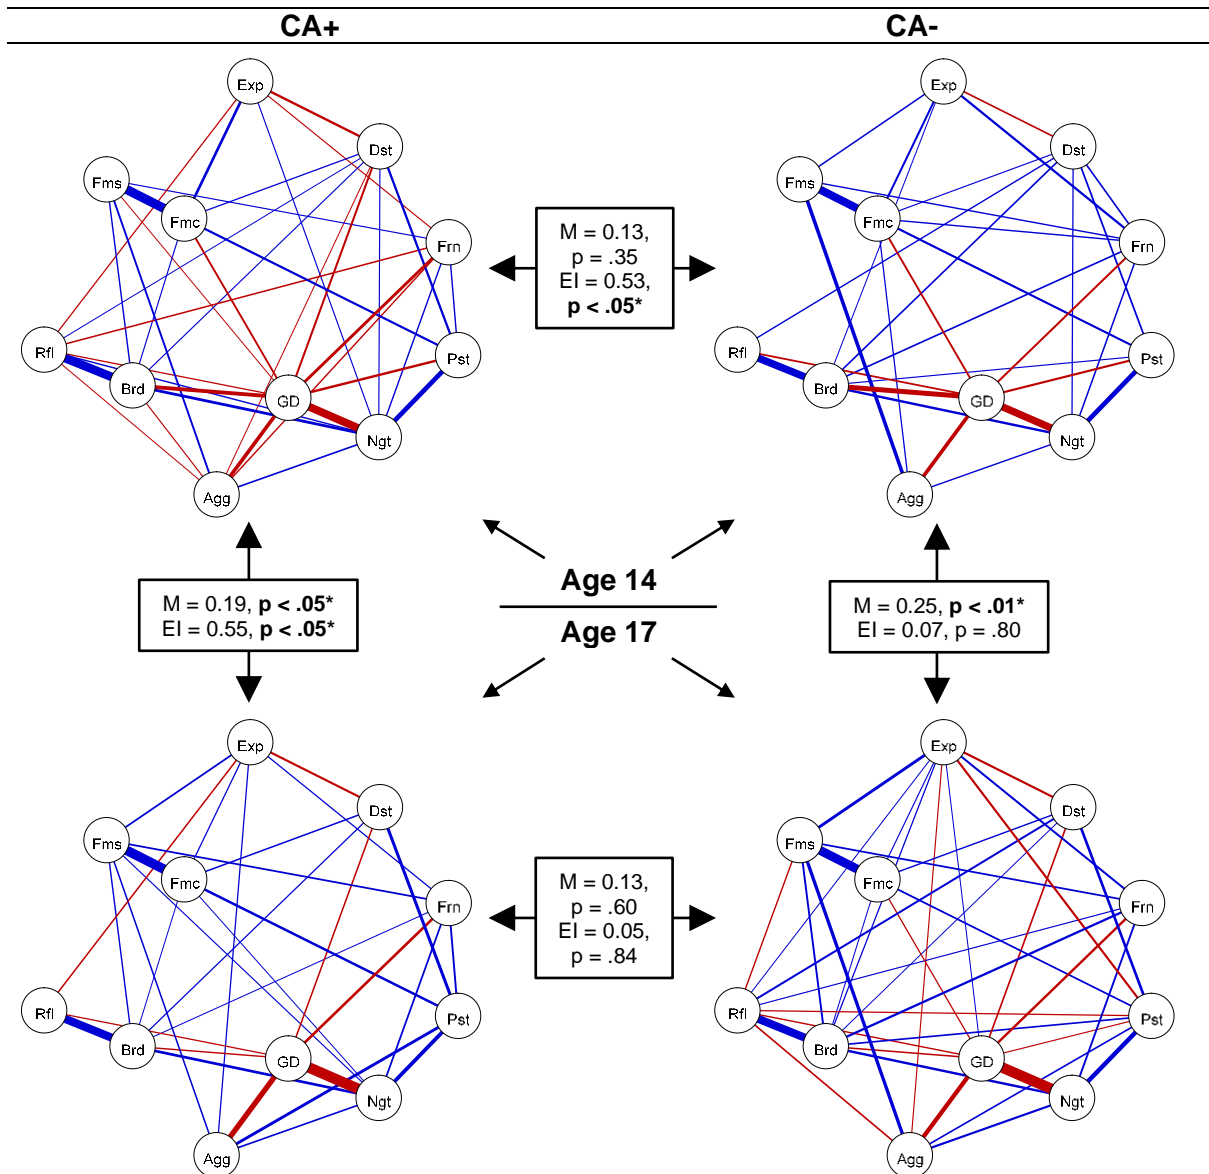 CA+
CA-
Exp
Dst
Fms
Fmc
Frn
Rfl
Brd
GD
Pst
Ngt
Agg
M = 0.13,
p = .35
EI = 0.53,
p < .05*
Exp
Dst
Fms
Fmc
Frn
Rfl
Brd
GD
Pst
Ngt
Agg
M = 0.19, p < .05*
EI = 0.55, p < .05*
Age 14
Age 17
M = 0.25, p < .01*
EI = 0.07, p = .80
Exp
Dst
Fms
Fmc
Frn
Rfl
Brd
GD
Pst
Ngt
Agg
M = 0.13,
p = .60
EI = 0.05,
p = .84
Exp
Dst
Fms
Fmc
Frn
Rfl
Brd
GD
Pst
Ngt
Agg